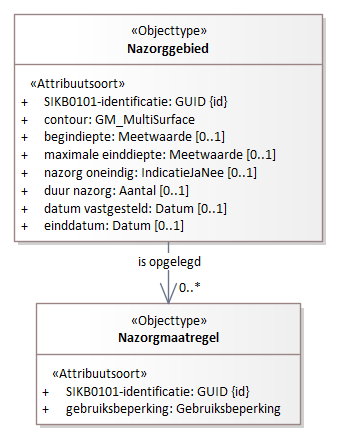 «Objecttype»
Nazorggebied
«Attribuutsoort»
+ SIKB0101-identificatie: GUID {id}
+ contour: GM_MultiSurface
+ begindiepte: Meetwaarde [0..1]
+ maximale einddiepte: Meetwaarde [0..1]
+ nazorg oneindig: IndicatieJaNee [0..1]
+ duur nazorg: Aantal [0..1]
+ datum vastgesteld: Datum [0..1]
+ einddatum: Datum [0..1]
is opgelegd
0..*
«Objecttype»
Nazorgmaatregel
«Attribuutsoort»
+ SIKB0101-identificatie: GUID {id}
+ gebruiksbeperking: Gebruiksbeperking